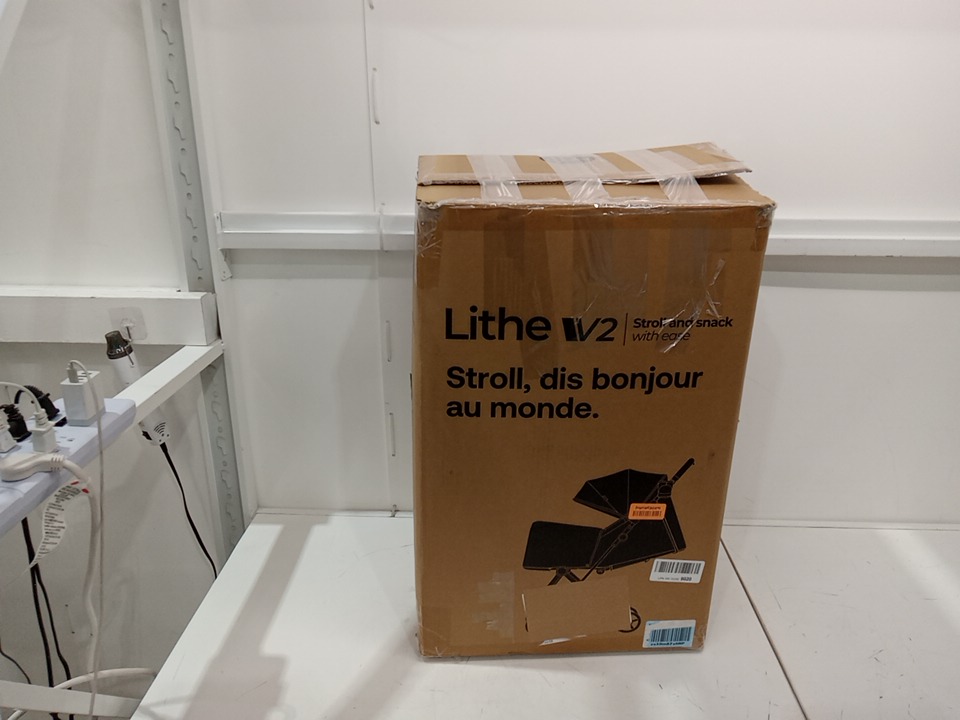 Lithe V2
Stroll and snack
with ease
Stroll, dis bonjour
au monde.